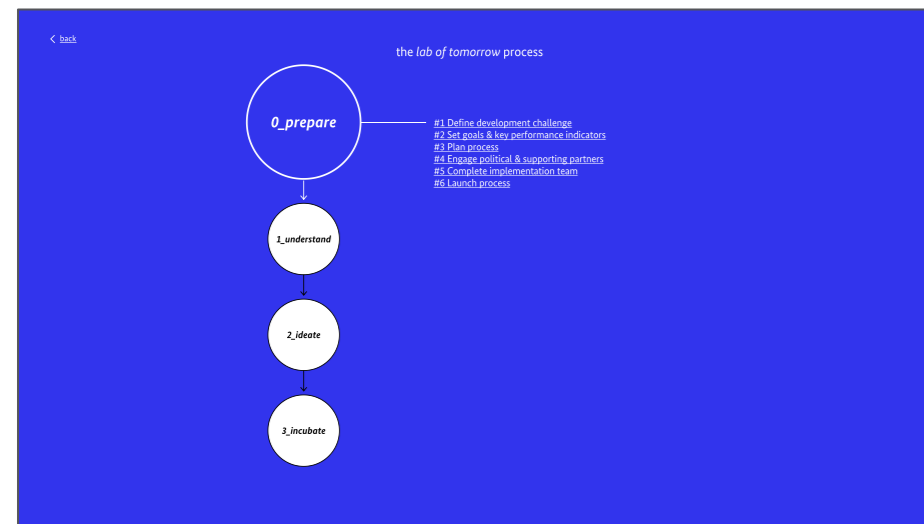 back
the lab of tomorrow process
0_prepare
#1 Define development challenge
#2 Set goals & key performance indicators
#3 Plan process
#4 Engage political & supporting partners
#5 Complete implementation team
#6 Launch process
1_understand
2_ideate
3_incubate